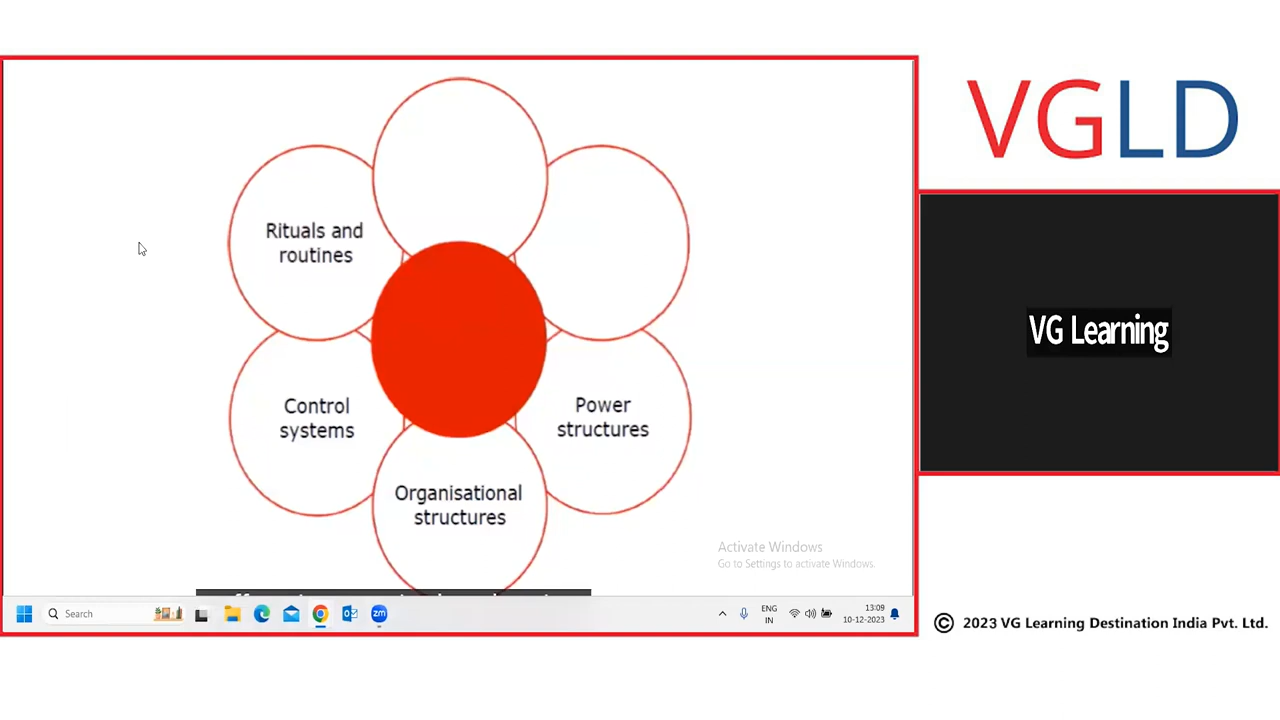 VGLD
Rituals and
routines
Control
systems
Power
structures
Organisational
structures
VG Learning
Activate Windows
Go to Settings to activate Windows.
Search
zm
ENG
IN
13:09
10-12-2023
© 2023 VG Learning Destination India Pvt. Ltd.